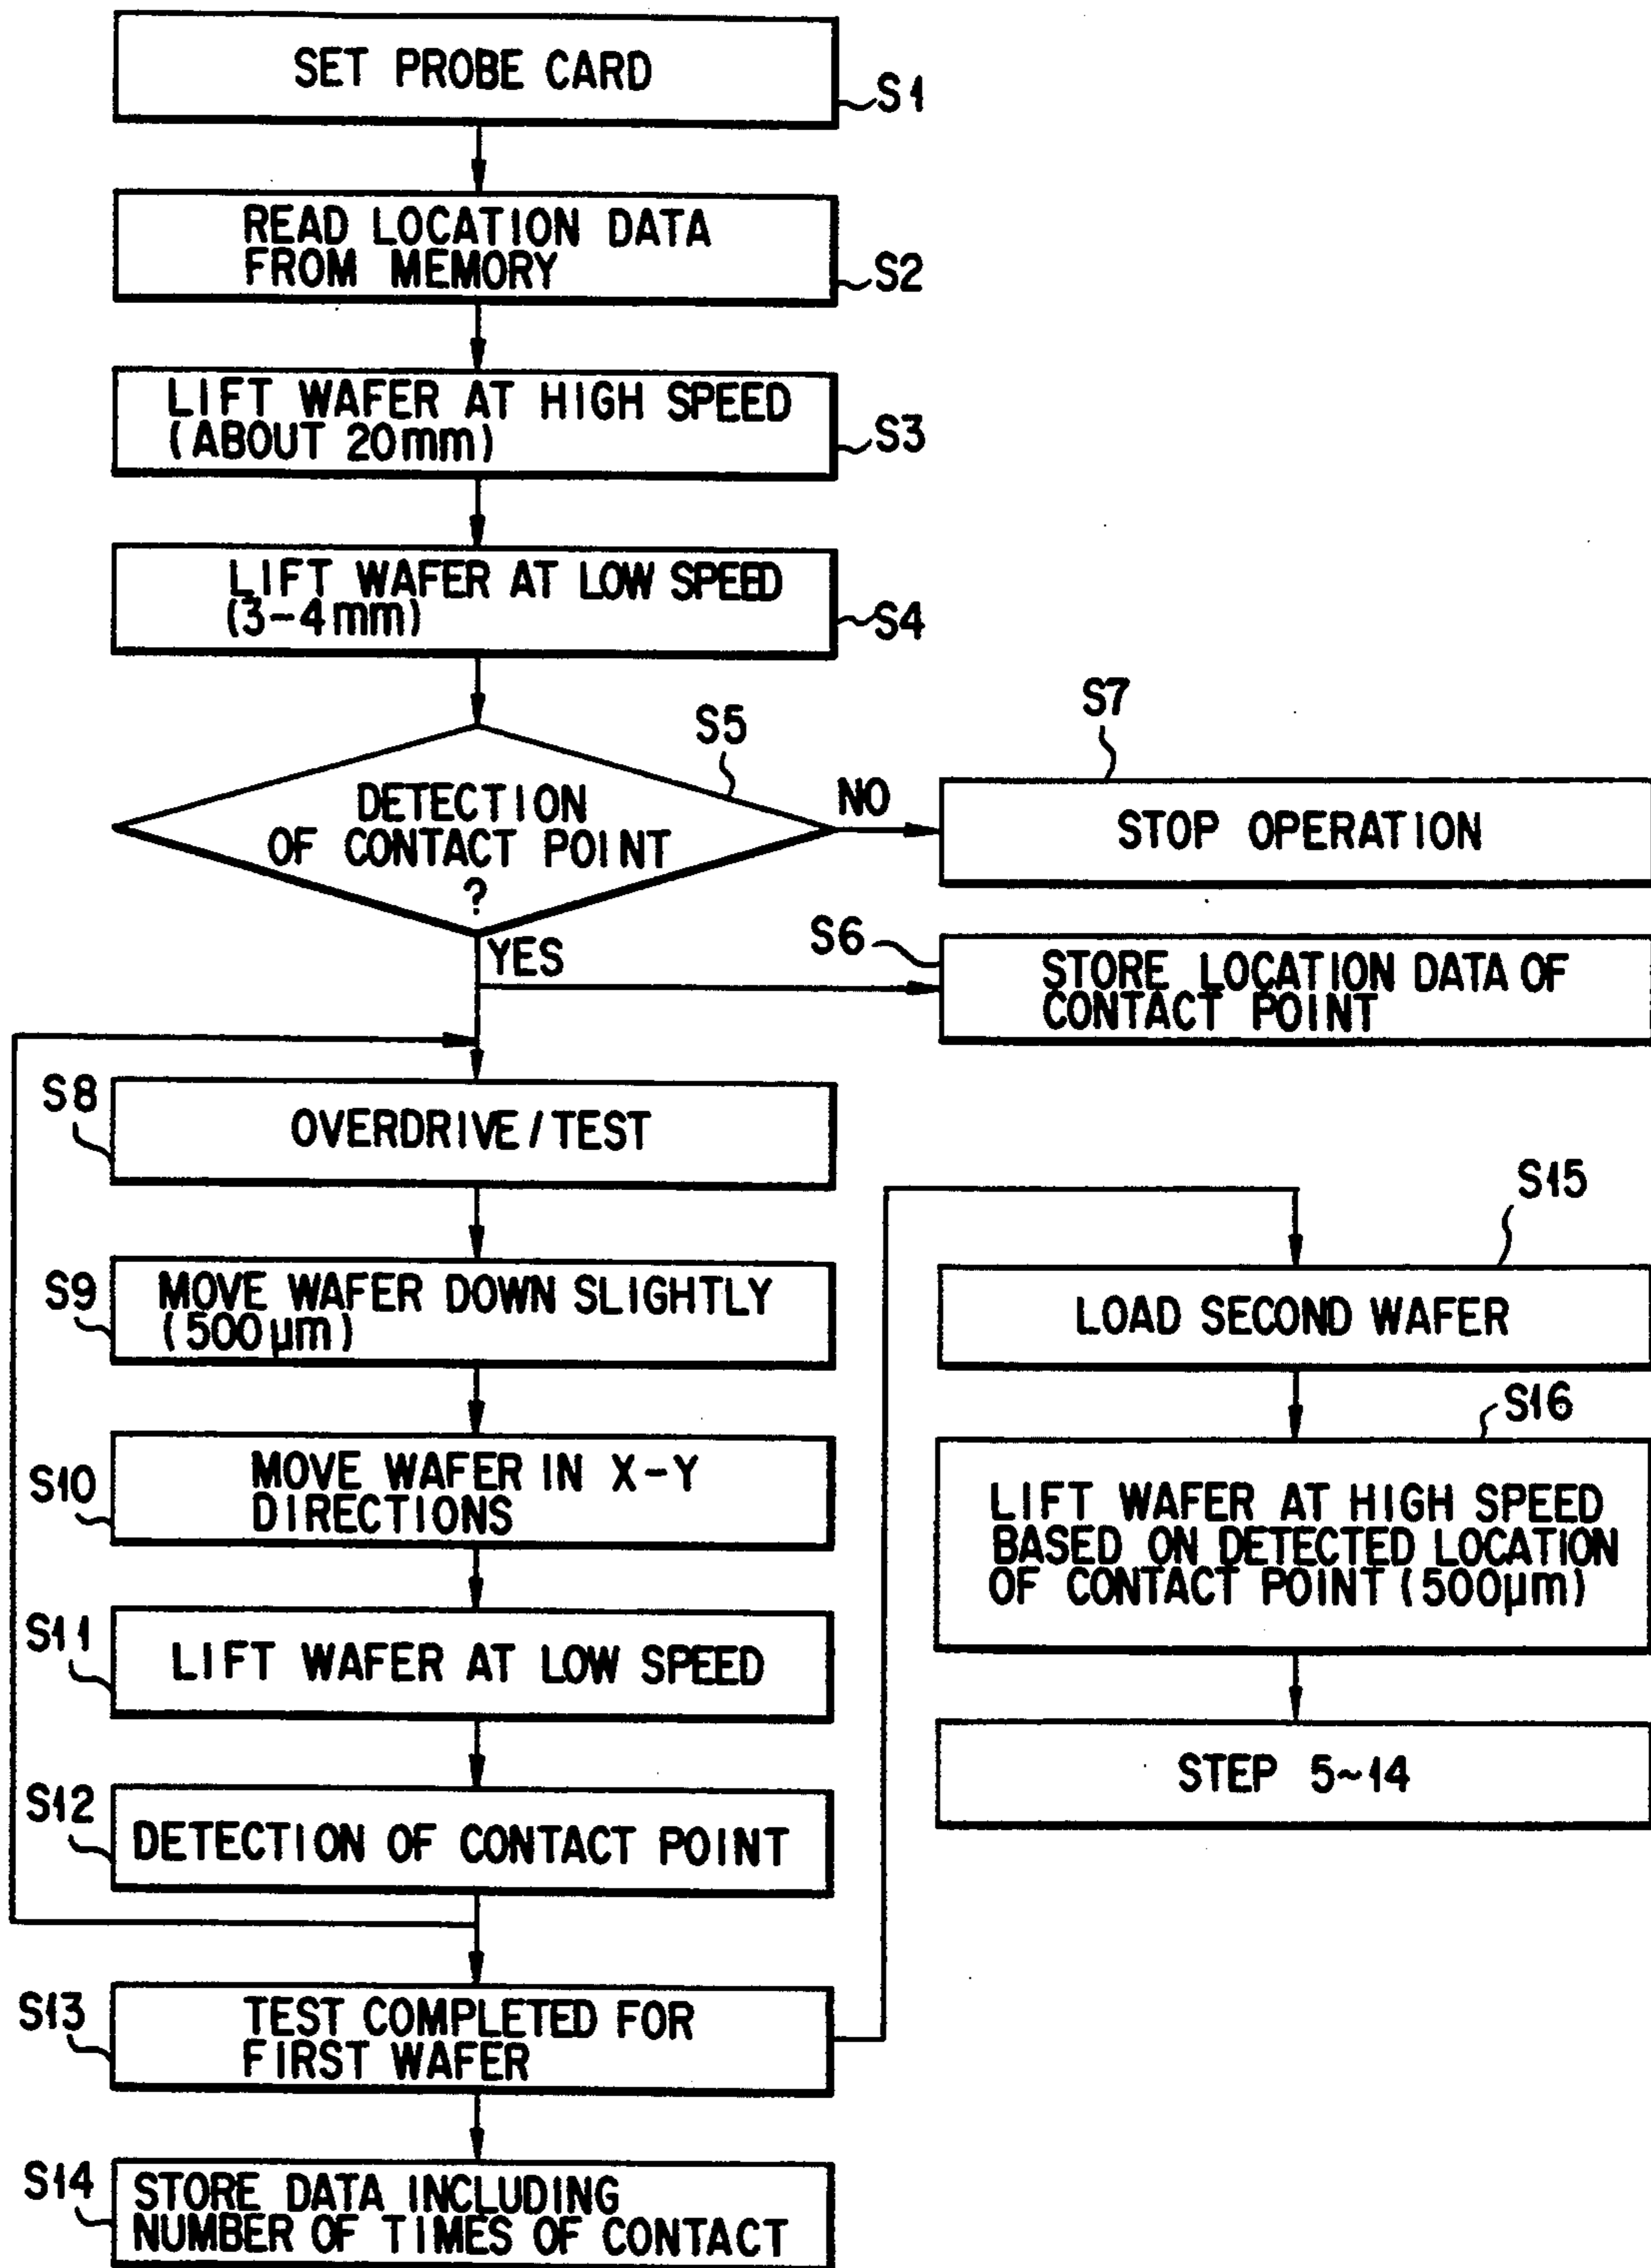 SET PROBE CARD
S1
READ LOCATION DATA
FROM MEMORY
S2
LIFT WAFER AT HIGH SPEED
(ABOUT 20mm)
S3
LIFT WAFER AT LOW SPEED
(3-4mm)
S4
S5
DETECTION
OF CONTACT POINT
?
NO
S7
STOP OPERATION
YES
S6
STORE LOCATION DATA OF
CONTACT POINT
S8
OVERDRIVE/TEST
S9
MOVE WAFER DOWN SLIGHTLY
(500µm)
S10
MOVE WAFER IN X-Y
DIRECTIONS
S11
LIFT WAFER AT LOW SPEED
S12
DETECTION OF CONTACT POINT
S13
TEST COMPLETED FOR
FIRST WAFER
S14
STORE DATA INCLUDING
NUMBER OF TIMES OF CONTACT
S15
LOAD SECOND WAFER
S16
LIFT WAFER AT HIGH SPEED
BASED ON DETECTED LOCATION
OF CONTACT POINT (500µm)
STEP 5~14